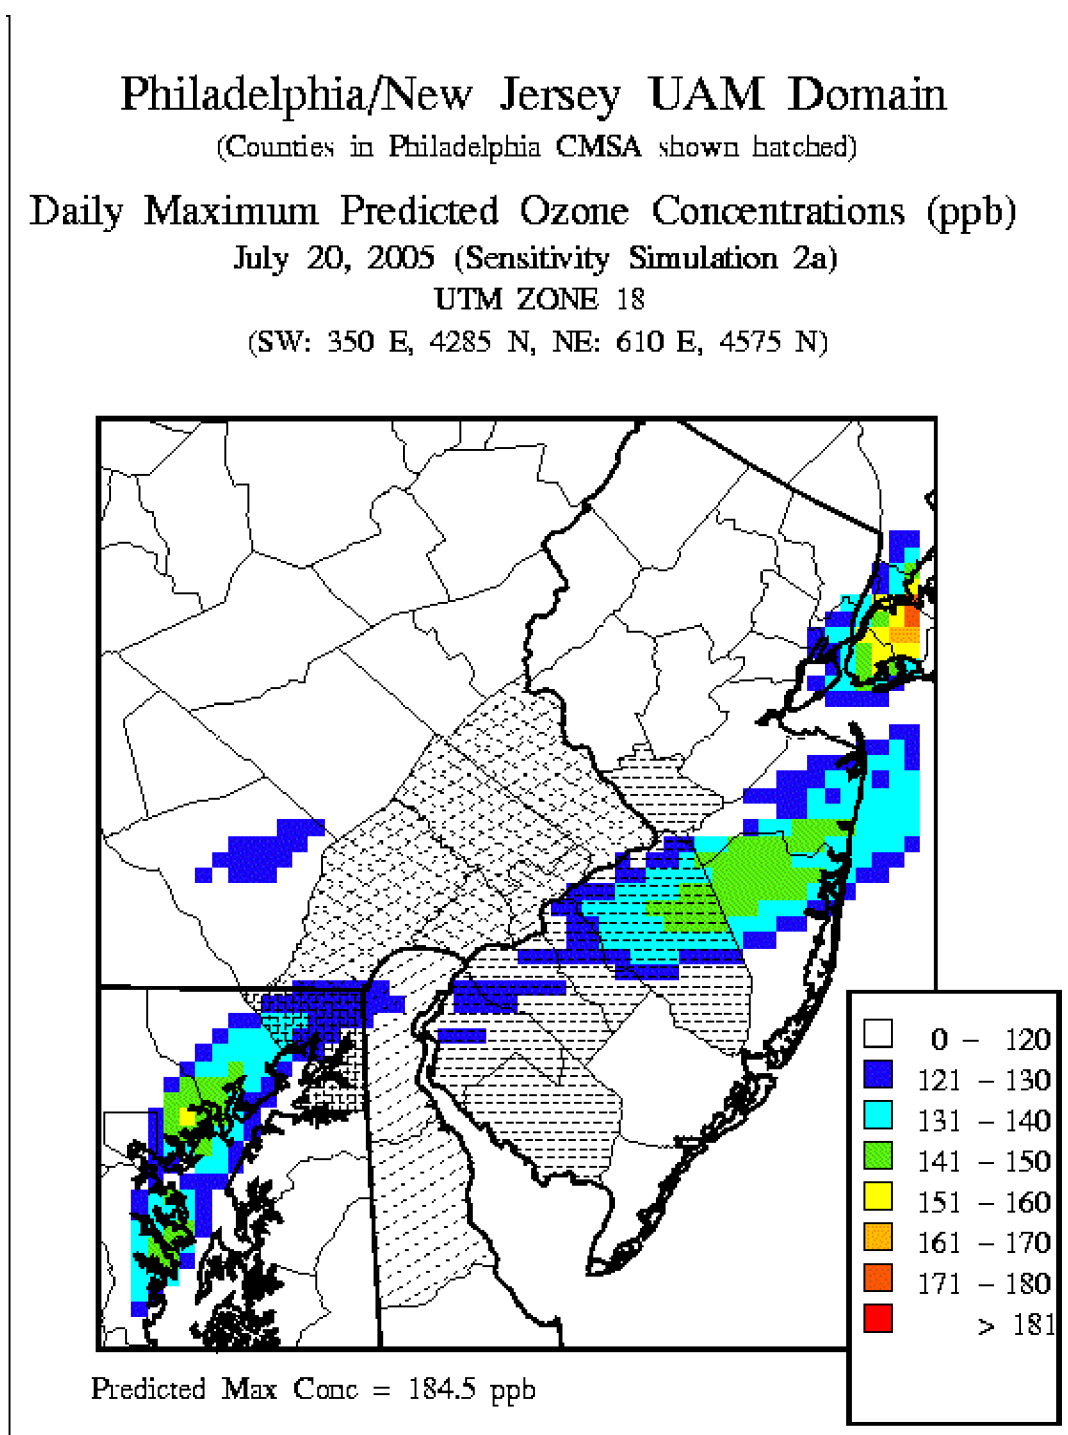 Philadelphia/New Jersey UAM Domain
(Counties in Philadelphia CMSA shown hatched)
Daily Maximum Predicted Ozone Concentrations (ppb)
July 20, 2005 (Sensitivity Simulation 2a)
UTM ZONE 18
(SW: 350 E, 4285 N, NE: 610 E, 4575 N)
0 - 120
121 - 130
131 - 140
141 - 150
151 - 160
161 - 170
171 - 180
> 181
Predicted Max Conc = 184.5 ppb